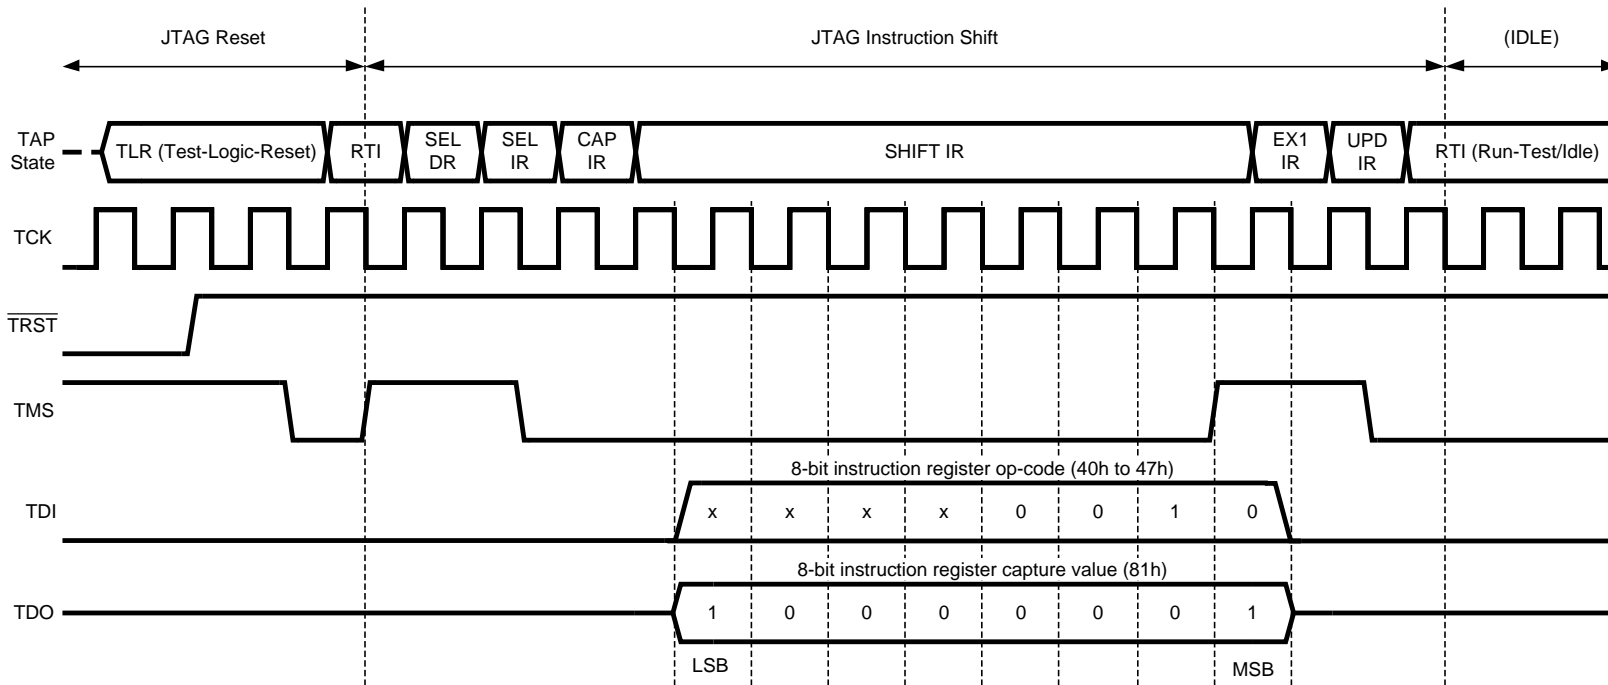 JTAG Reset
JTAG Instruction Shift
(IDLE)
TAP
State
TLR (Test-Logic-Reset)
RTI
SEL
DR
SEL
IR
CAP
IR
SHIFT IR
EX1
IR
UPD
IR
RTI (Run-Test/Idle)
TCK
TRST
TMS
8-bit instruction register op-code (40h to 47h)
TDI
x x x x 0 0 1 0
8-bit instruction register capture value (81h)
TDO
1 0 0 0 0 0 0 1
LSB
MSB